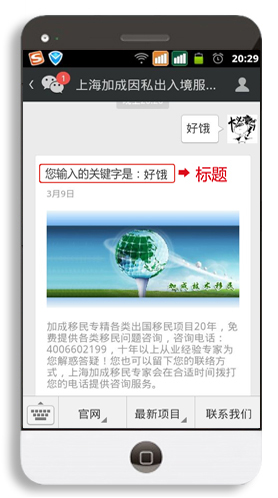 20:29
1
上海加成因私出入境服...
好饿
您输入的关键字是：好饿
标题
3月9日
加成技术移民
加成移民专精各类出国移民项目20年，免
费提供各类移民问题咨询，咨询电话：
4006602199，十年以上从业经验专家为
您解惑答疑！您也可以留下您的联络方
式，上海加成移民专家会在合适时间拨打
您的电话提供咨询服务。
官网
最新项目
联系我们